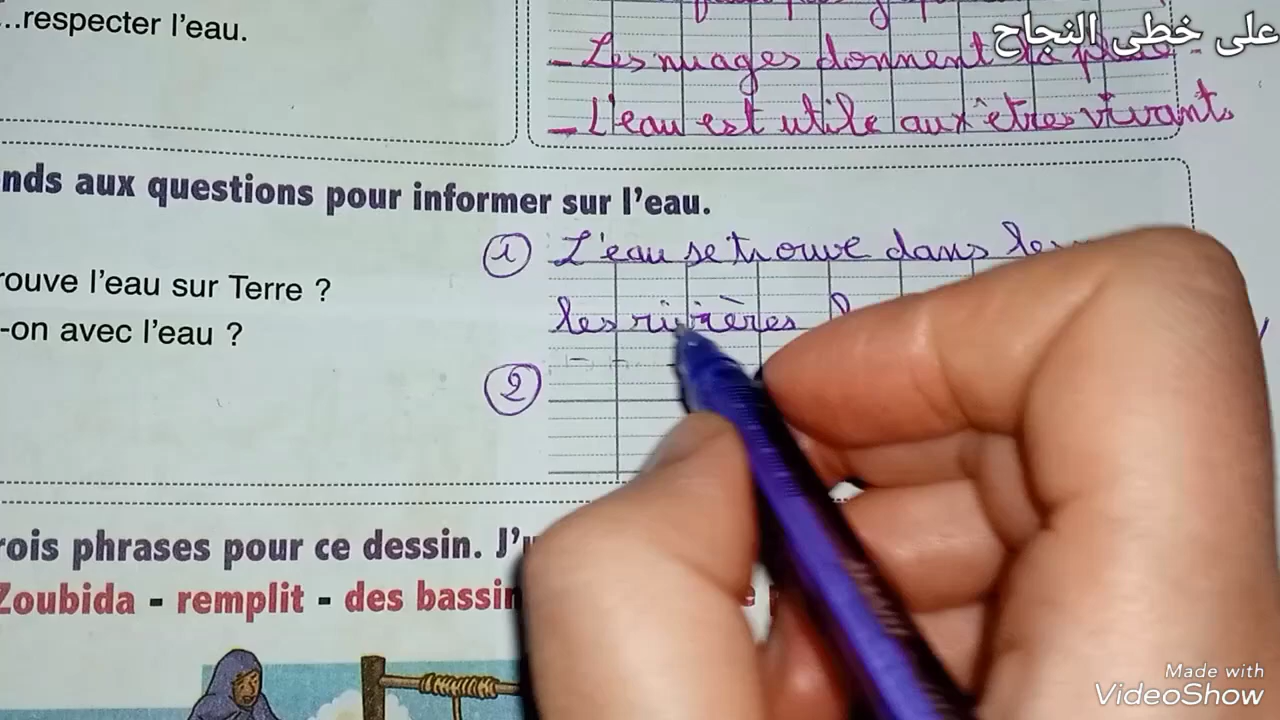 ...respecter l'eau.
على خطى النجاح
- Les nuages donnent la
- L'eau est utile aux êtres vivants
nds aux questions pour informer sur l'eau.
1 L'eau se trouve dans les
rouve l'eau sur Terre ?
les rivières
-on avec l'eau ?
2
rois phrases pour ce dessin. J'
Zoubida - remplit - des bassin
Made with
VideoShow